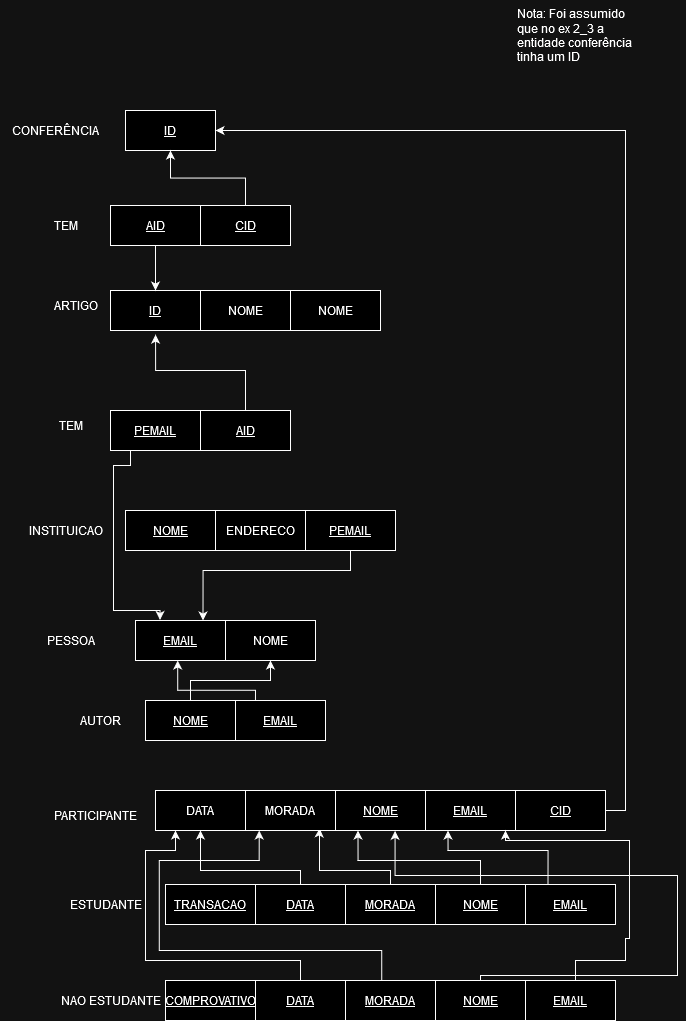 Nota: Foi assumido
que no ex 2_3 a
entidade conferência
tinha um ID
CONFERÊNCIA
ID
TEM
AID CID
ARTIGO
ID NOME NOME
TEM
PEMAIL AID
INSTITUICAO
NOME ENDERECO PEMAIL
PESSOA
EMAIL NOME
AUTOR
NOME EMAIL
PARTICIPANTE
DATA MORADA NOME EMAIL CID
ESTUDANTE
TRANSACAO DATA MORADA NOME EMAIL
NAO ESTUDANTE
COMPROVATIVO DATA MORADA NOME EMAIL